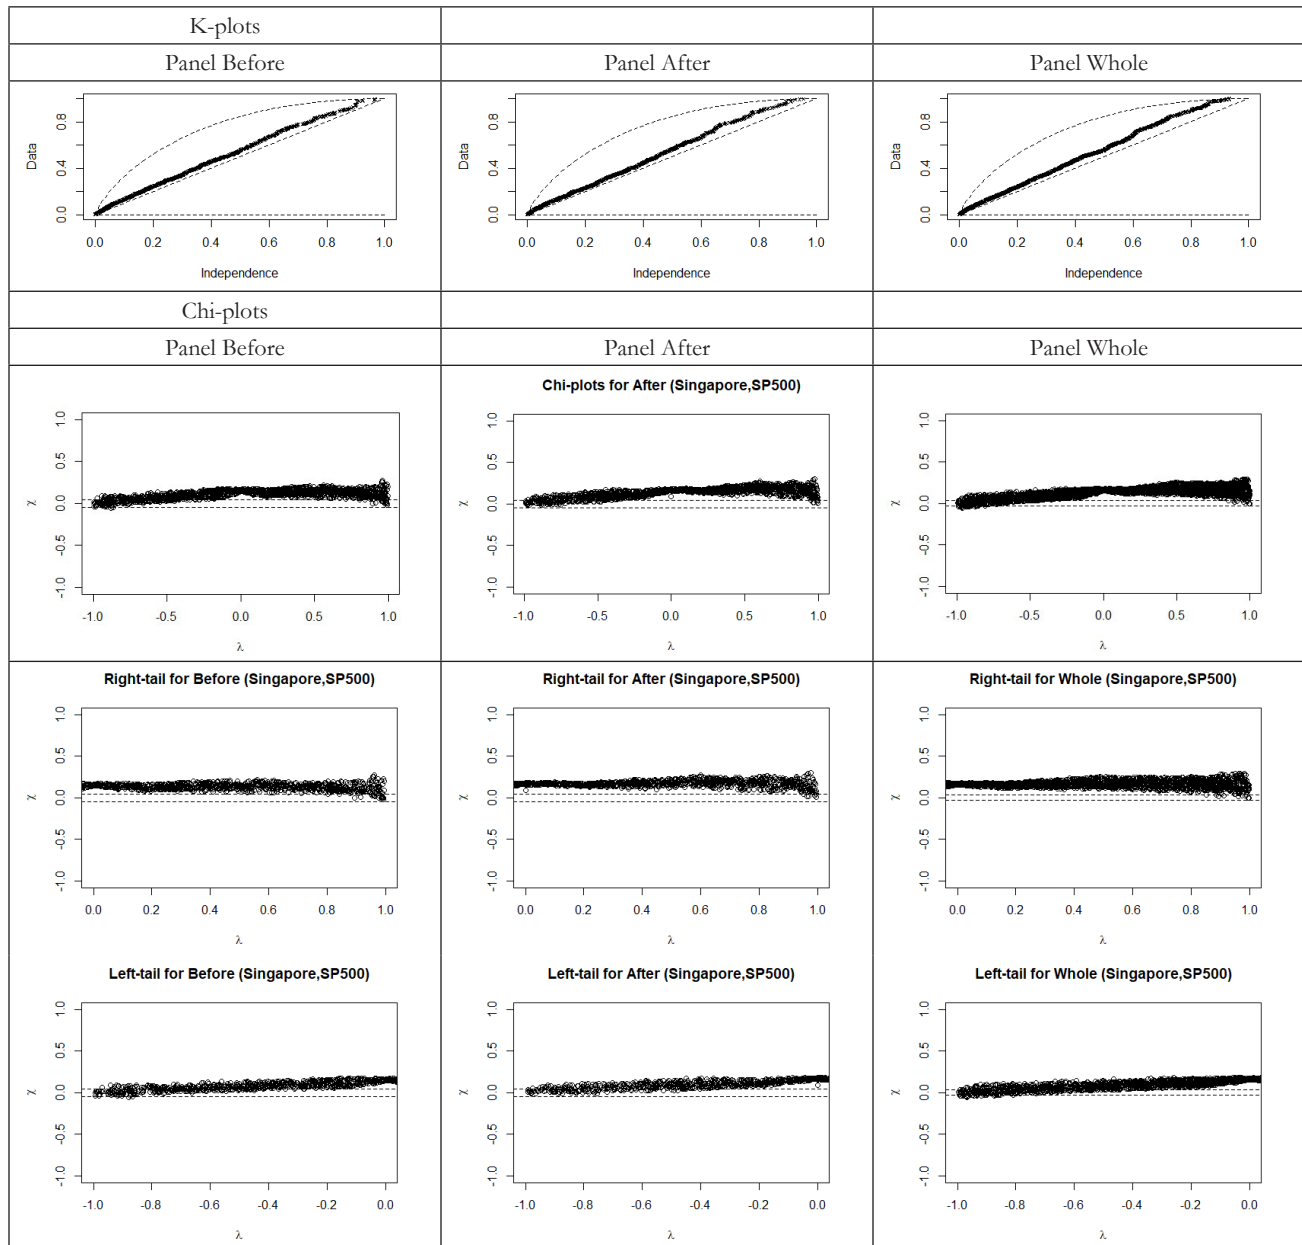 K-plots
Panel Before Panel After Panel Whole
Data 0.0 0.4 0.8 0.0 0.2 0.4 0.6 0.8 1.0 Independence
Data 0.0 0.4 0.8 0.0 0.2 0.4 0.6 0.8 1.0 Independence
Data 0.0 0.4 0.8 0.0 0.2 0.4 0.6 0.8 1.0 Independence
Chi-plots
Panel Before Panel After Panel Whole
χ -1.0 -0.5 0.0 0.5 1.0 -1.0 -0.5 0.0 0.5 1.0 λ
Chi-plots for After (Singapore,SP500)
χ -1.0 -0.5 0.0 0.5 1.0 -1.0 -0.5 0.0 0.5 1.0 λ
χ -1.0 -0.5 0.0 0.5 1.0 -1.0 -0.5 0.0 0.5 1.0 λ
Right-tail for Before (Singapore,SP500)
χ -1.0 -0.5 0.0 0.5 1.0 0.0 0.2 0.4 0.6 0.8 1.0 λ
Right-tail for After (Singapore,SP500)
χ -1.0 -0.5 0.0 0.5 1.0 0.0 0.2 0.4 0.6 0.8 1.0 λ
Right-tail for Whole (Singapore,SP500)
χ -1.0 -0.5 0.0 0.5 1.0 0.0 0.2 0.4 0.6 0.8 1.0 λ
Left-tail for Before (Singapore,SP500)
χ -1.0 -0.5 0.0 0.5 1.0 -1.0 -0.8 -0.6 -0.4 -0.2 0.0 λ
Left-tail for After (Singapore,SP500)
χ -1.0 -0.5 0.0 0.5 1.0 -1.0 -0.8 -0.6 -0.4 -0.2 0.0 λ
Left-tail for Whole (Singapore,SP500)
χ -1.0 -0.5 0.0 0.5 1.0 -1.0 -0.8 -0.6 -0.4 -0.2 0.0 λ